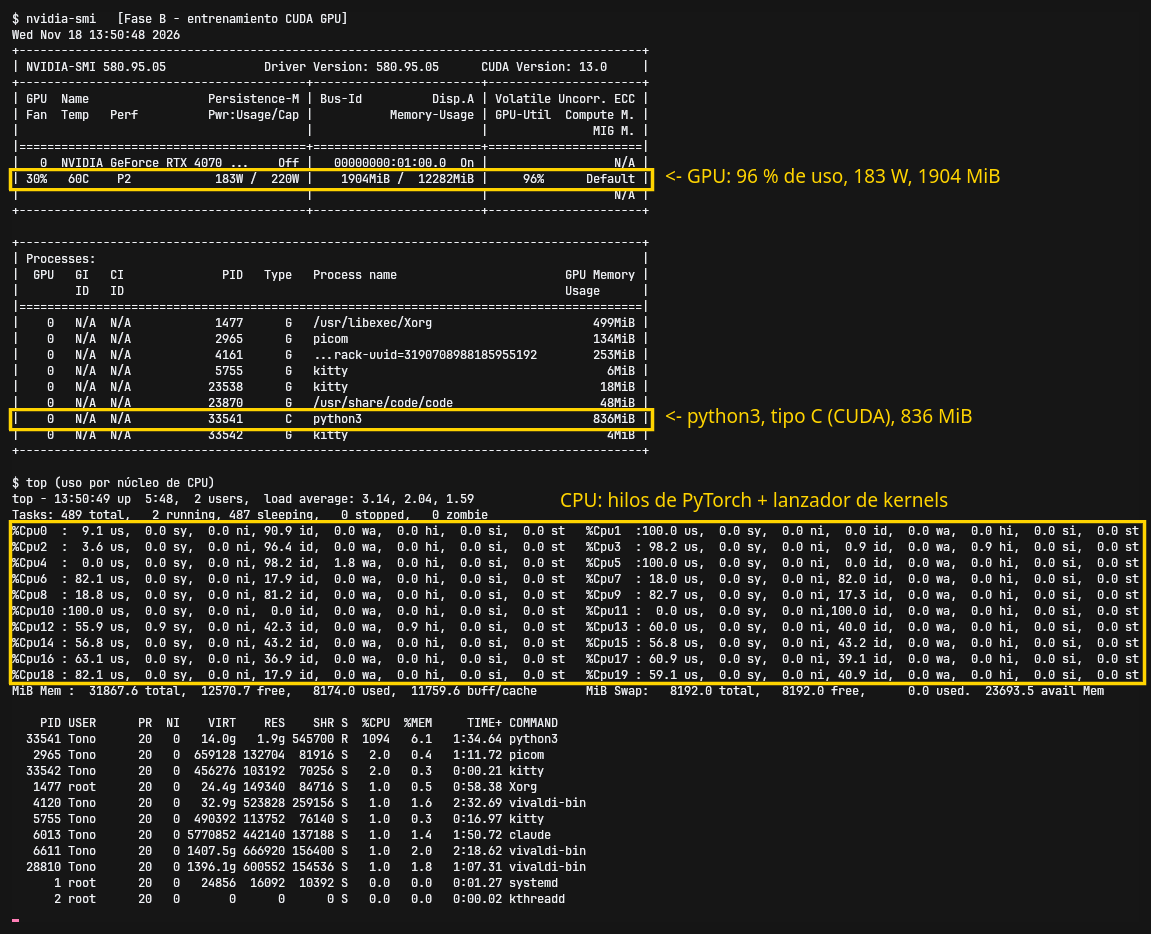 $ nvidia-smi   [Fase B - entrenamiento CUDA GPU]
Wed Nov 18 13:50:48 2026
+-----------------------------------------------------------------------------------------+
| NVIDIA-SMI 580.95.05              Driver Version: 580.95.05      CUDA Version: 13.0     |
+-----------------------------------------+------------------------+----------------------+
| GPU  Name                 Persistence-M | Bus-Id          Disp.A | Volatile Uncorr. ECC |
| Fan  Temp   Perf          Pwr:Usage/Cap |           Memory-Usage | GPU-Util  Compute M. |
|                                         |                        |               MIG M. |
|=========================================+========================+======================|
|   0  NVIDIA GeForce RTX 4070 ...    Off |   00000000:01:00.0  On |                  N/A |
| 30%   60C    P2            183W /  220W |    1904MiB /  12282MiB |     96%      Default | <- GPU: 96 % de uso, 183 W, 1904 MiB
|                                         |                        |                  N/A |
+-----------------------------------------+------------------------+----------------------+
+-----------------------------------------------------------------------------------------+
| Processes:                                                                              |
|  GPU   GI   CI              PID   Type   Process name                        GPU Memory |
|        ID   ID                                                               Usage      |
|=========================================================================================|
|    0   N/A  N/A            1477      G   /usr/libexec/Xorg                       499MiB |
|    0   N/A  N/A            2965      G   picom                                   134MiB |
|    0   N/A  N/A            4161      G   ...rack-uuid=3190708988185955192        253MiB |
|    0   N/A  N/A            5755      G   kitty                                     6MiB |
|    0   N/A  N/A           23538      G   kitty                                    18MiB |
|    0   N/A  N/A           23870      G   /usr/share/code/code                     48MiB |
|    0   N/A  N/A           33541      C   python3                                 836MiB | <- python3, tipo C (CUDA), 836 MiB
|    0   N/A  N/A           33542      G   kitty                                     4MiB |
+-----------------------------------------------------------------------------------------+
$ top (uso por núcleo de CPU)
top - 13:50:49 up  5:48,  2 users,  load average: 3.14, 2.04, 1.59
CPU: hilos de PyTorch + lanzador de kernels
Tasks: 489 total,   2 running, 487 sleeping,   0 stopped,   0 zombie
%Cpu0  :  9.1 us,  0.0 sy,  0.0 ni, 90.9 id,  0.0 wa,  0.0 hi,  0.0 si,  0.0 st   %Cpu1  :100.0 us,  0.0 sy,  0.0 ni,  0.0 id,  0.0 wa,  0.0 hi,  0.0 si,  0.0 st
%Cpu2  :  3.6 us,  0.0 sy,  0.0 ni, 96.4 id,  0.0 wa,  0.0 hi,  0.0 si,  0.0 st   %Cpu3  : 98.2 us,  0.0 sy,  0.0 ni,  0.9 id,  0.0 wa,  0.9 hi,  0.0 si,  0.0 st
%Cpu4  :  0.0 us,  0.0 sy,  0.0 ni, 98.2 id,  1.8 wa,  0.0 hi,  0.0 si,  0.0 st   %Cpu5  :100.0 us,  0.0 sy,  0.0 ni,  0.0 id,  0.0 wa,  0.0 hi,  0.0 si,  0.0 st
%Cpu6  : 82.1 us,  0.0 sy,  0.0 ni, 17.9 id,  0.0 wa,  0.0 hi,  0.0 si,  0.0 st   %Cpu7  : 18.0 us,  0.0 sy,  0.0 ni, 82.0 id,  0.0 wa,  0.0 hi,  0.0 si,  0.0 st
%Cpu8  : 18.8 us,  0.0 sy,  0.0 ni, 81.2 id,  0.0 wa,  0.0 hi,  0.0 si,  0.0 st   %Cpu9  : 82.7 us,  0.0 sy,  0.0 ni, 17.3 id,  0.0 wa,  0.0 hi,  0.0 si,  0.0 st
%Cpu10 :100.0 us,  0.0 sy,  0.0 ni,  0.0 id,  0.0 wa,  0.0 hi,  0.0 si,  0.0 st   %Cpu11 :  0.0 us,  0.0 sy,  0.0 ni,100.0 id,  0.0 wa,  0.0 hi,  0.0 si,  0.0 st
%Cpu12 : 55.9 us,  0.9 sy,  0.0 ni, 42.3 id,  0.0 wa,  0.9 hi,  0.0 si,  0.0 st   %Cpu13 : 60.0 us,  0.0 sy,  0.0 ni, 40.0 id,  0.0 wa,  0.0 hi,  0.0 si,  0.0 st
%Cpu14 : 56.8 us,  0.0 sy,  0.0 ni, 43.2 id,  0.0 wa,  0.0 hi,  0.0 si,  0.0 st   %Cpu15 : 56.8 us,  0.0 sy,  0.0 ni, 43.2 id,  0.0 wa,  0.0 hi,  0.0 si,  0.0 st
%Cpu16 : 63.1 us,  0.0 sy,  0.0 ni, 36.9 id,  0.0 wa,  0.0 hi,  0.0 si,  0.0 st   %Cpu17 : 60.9 us,  0.0 sy,  0.0 ni, 39.1 id,  0.0 wa,  0.0 hi,  0.0 si,  0.0 st
%Cpu18 : 82.1 us,  0.0 sy,  0.0 ni, 17.9 id,  0.0 wa,  0.0 hi,  0.0 si,  0.0 st   %Cpu19 : 59.1 us,  0.0 sy,  0.0 ni, 40.9 id,  0.0 wa,  0.0 hi,  0.0 si,  0.0 st
MiB Mem :  31867.6 total,  12570.7 free,   8174.0 used,  11759.6 buff/cache       MiB Swap:   8192.0 total,   8192.0 free,      0.0 used.  23693.5 avail Mem
    PID USER      PR  NI    VIRT    RES    SHR S  %CPU  %MEM     TIME+ COMMAND
  33541 Tono      20   0   14.0g   1.9g 545700 R  1094   6.1   1:34.64 python3
   2965 Tono      20   0  659128 132704  81916 S   2.0   0.4   1:11.72 picom
  33542 Tono      20   0  456276 103192  70256 S   2.0   0.3   0:00.21 kitty
   1477 root      20   0   24.4g 149340  84716 S   1.0   0.5   0:58.38 Xorg
   4120 Tono      20   0   32.9g 523828 259156 S   1.0   1.6   2:32.69 vivaldi-bin
   5755 Tono      20   0  490392 113752  76140 S   1.0   0.3   0:16.97 kitty
   6013 Tono      20   0 5770852 442140 137188 S   1.0   1.4   1:50.72 claude
   6611 Tono      20   0 1407.5g 666920 156400 S   1.0   2.0   2:18.62 vivaldi-bin
  28810 Tono      20   0 1396.1g 600552 154536 S   1.0   1.8   1:07.31 vivaldi-bin
      1 root      20   0   24856  16092  10392 S   0.0   0.0   0:01.27 systemd
      2 root      20   0       0      0      0 S   0.0   0.0   0:00.02 kthreadd